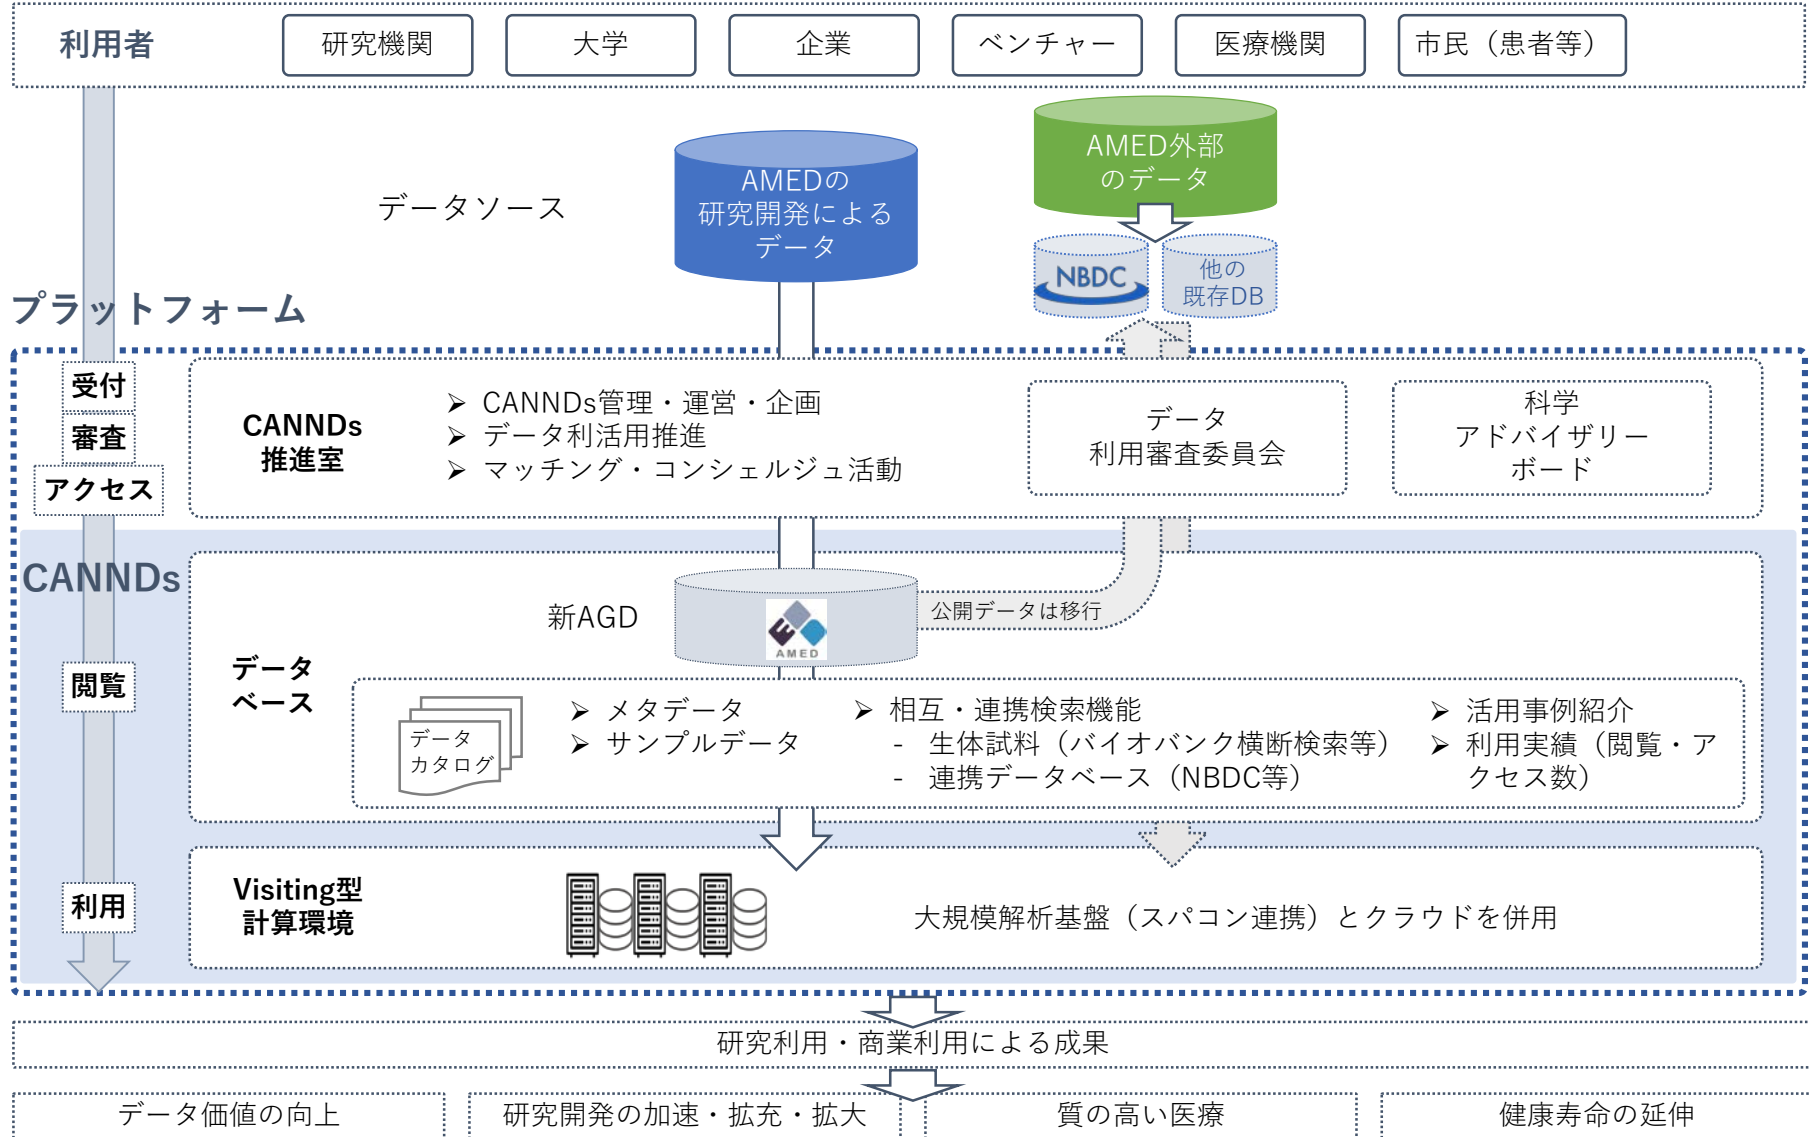 利用者
研究機関
大学
企業
ベンチャー
医療機関
市民（患者等）
データソース
AMEDの
研究開発による
データ
AMED外部
のデータ
NBDC
他の
既存DB
プラットフォーム
受付
審査
アクセス
CANNDs
推進室
➢ CANNDs管理・運営・企画
➢ データ利活用推進
➢ マッチング・コンシェルジュ活動
データ
利用審査委員会
科学
アドバイザリー
ボード
CANNDs
閲覧
利用
データ
ベース
新AGD
AMED
公開データは移行
データ
カタログ
➢ メタデータ
➢ サンプルデータ
➢ 相互・連携検索機能
- 生体試料（バイオバンク横断検索等）
- 連携データベース（NBDC等）
➢ 活用事例紹介
➢ 利用実績（閲覧・ア
クセス数）
Visiting型
計算環境
大規模解析基盤（スパコン連携）とクラウドを併用
研究利用・商業利用による成果
データ価値の向上
研究開発の加速・拡充・拡大
質の高い医療
健康寿命の延伸